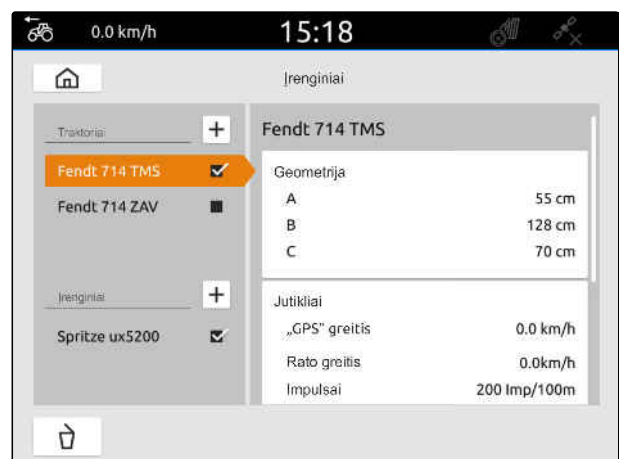 0.0 km/h
15:18
Įrenginiai
Traktoriai
Fendt 714 TMS
Fendt 714 ZAV
Įrenginiai
Spritze ux5200
Fendt 714 TMS
Geometrija
A 55 cm
B 128 cm
C 70 cm
Jutikliai
„GPS“ greitis 0.0 km/h
Rato greitis 0.0km/h
Impulsai 200 Imp/100m